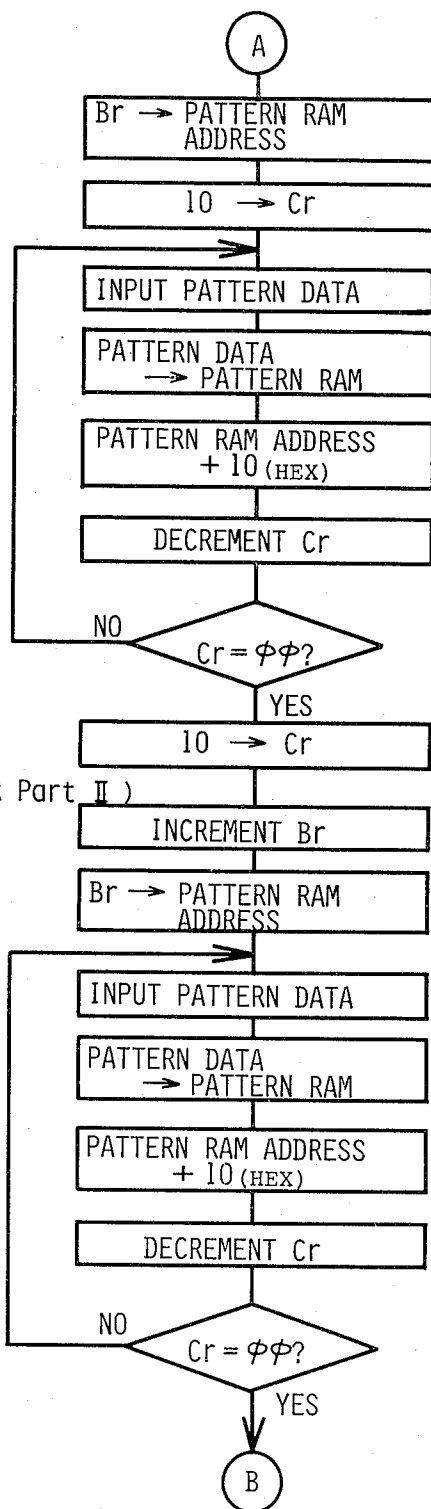 A
Br → PATTERN RAM
ADDRESS
10 → Cr
INPUT PATTERN DATA
PATTERN DATA
→ PATTERN RAM
PATTERN RAM ADDRESS
+ 10 (HEX)
DECREMENT Cr
NO
Cr = ϕϕ?
YES
10 → Cr
Part II )
INCREMENT Br
Br → PATTERN RAM
ADDRESS
INPUT PATTERN DATA
PATTERN DATA
→ PATTERN RAM
PATTERN RAM ADDRESS
+ 10 (HEX)
DECREMENT Cr
NO
Cr = ϕϕ?
YES
B